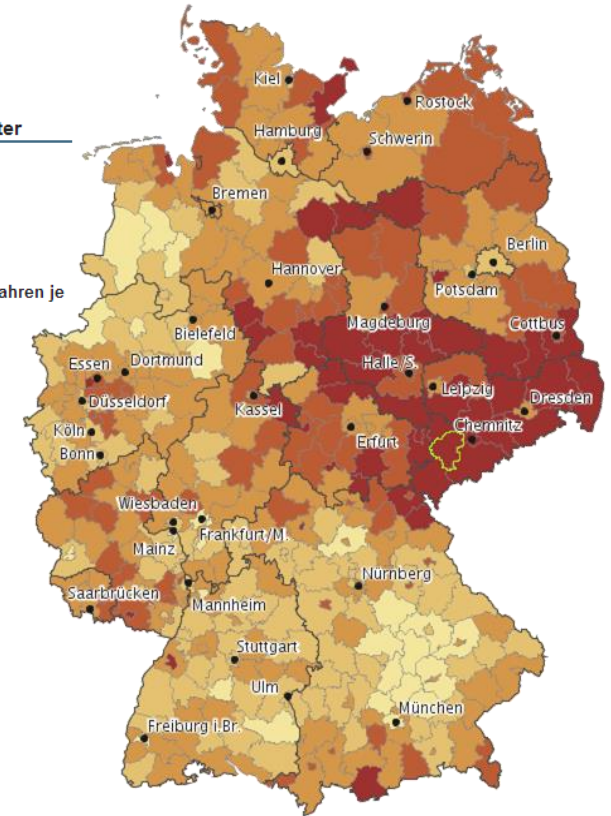 Kiel
ter
Rostock
Hamburg
Schwerin
Bremen
Berlin
Hannover
Potsdam
ahren je
Magdeburg
Bielefeld
Cottbus
Essen
Dortmund
Halle/S.
Leipzig
Düsseldorf
Kassel
Dresden
Chemnitz
Köln
Erfurt
Bonn
Wiesbaden
Frankfurt/M.
Mainz
Nürnberg
Saarbrücken
Mannheim
Stuttgart
Ulm
München
Freiburg i.Br.